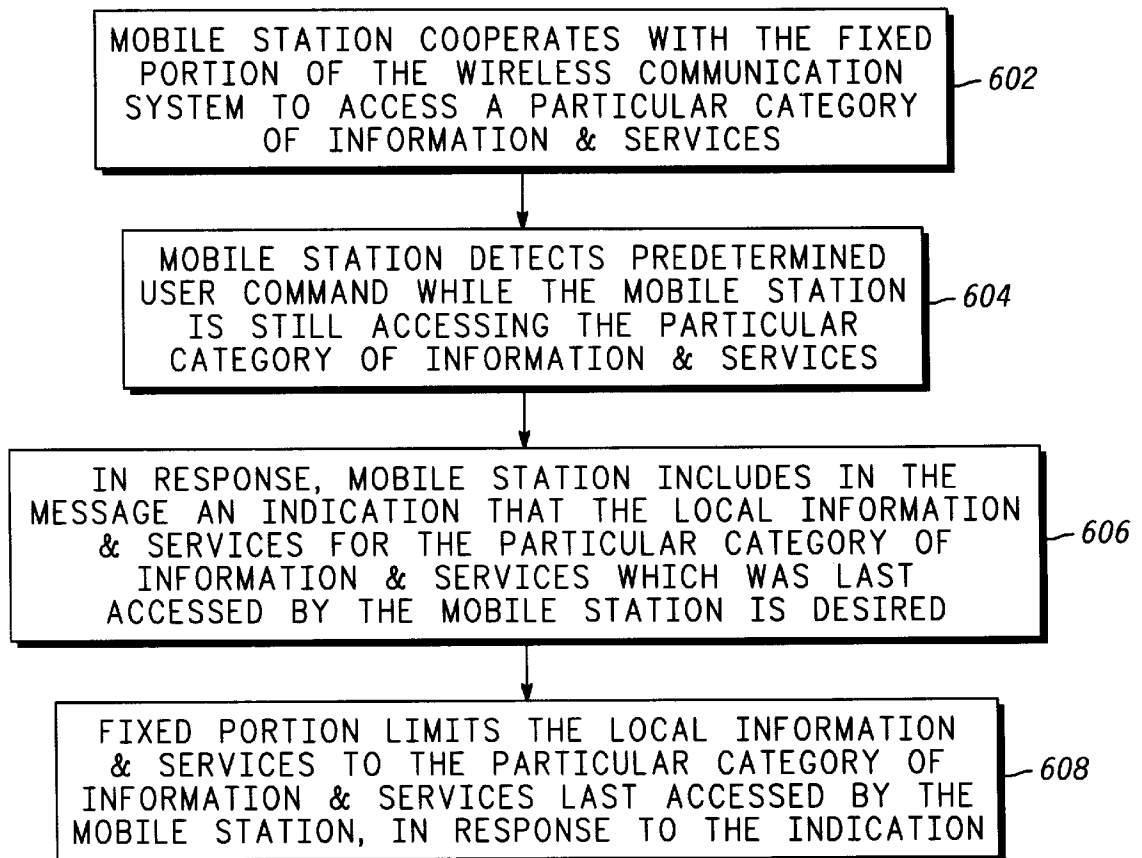 MOBILE STATION COOPERATES WITH THE FIXED
PORTION OF THE WIRELESS COMMUNICATION
SYSTEM TO ACCESS A PARTICULAR CATEGORY
OF INFORMATION & SERVICES
602
MOBILE STATION DETECTS PREDETERMINED
USER COMMAND WHILE THE MOBILE STATION
IS STILL ACCESSING THE PARTICULAR
CATEGORY OF INFORMATION & SERVICES
604
IN RESPONSE, MOBILE STATION INCLUDES IN THE
MESSAGE AN INDICATION THAT THE LOCAL INFORMATION
& SERVICES FOR THE PARTICULAR CATEGORY OF
INFORMATION & SERVICES WHICH WAS LAST
ACCESSED BY THE MOBILE STATION IS DESIRED
606
FIXED PORTION LIMITS THE LOCAL INFORMATION
& SERVICES TO THE PARTICULAR CATEGORY OF
INFORMATION & SERVICES LAST ACCESSED BY THE
MOBILE STATION, IN RESPONSE TO THE INDICATION
608